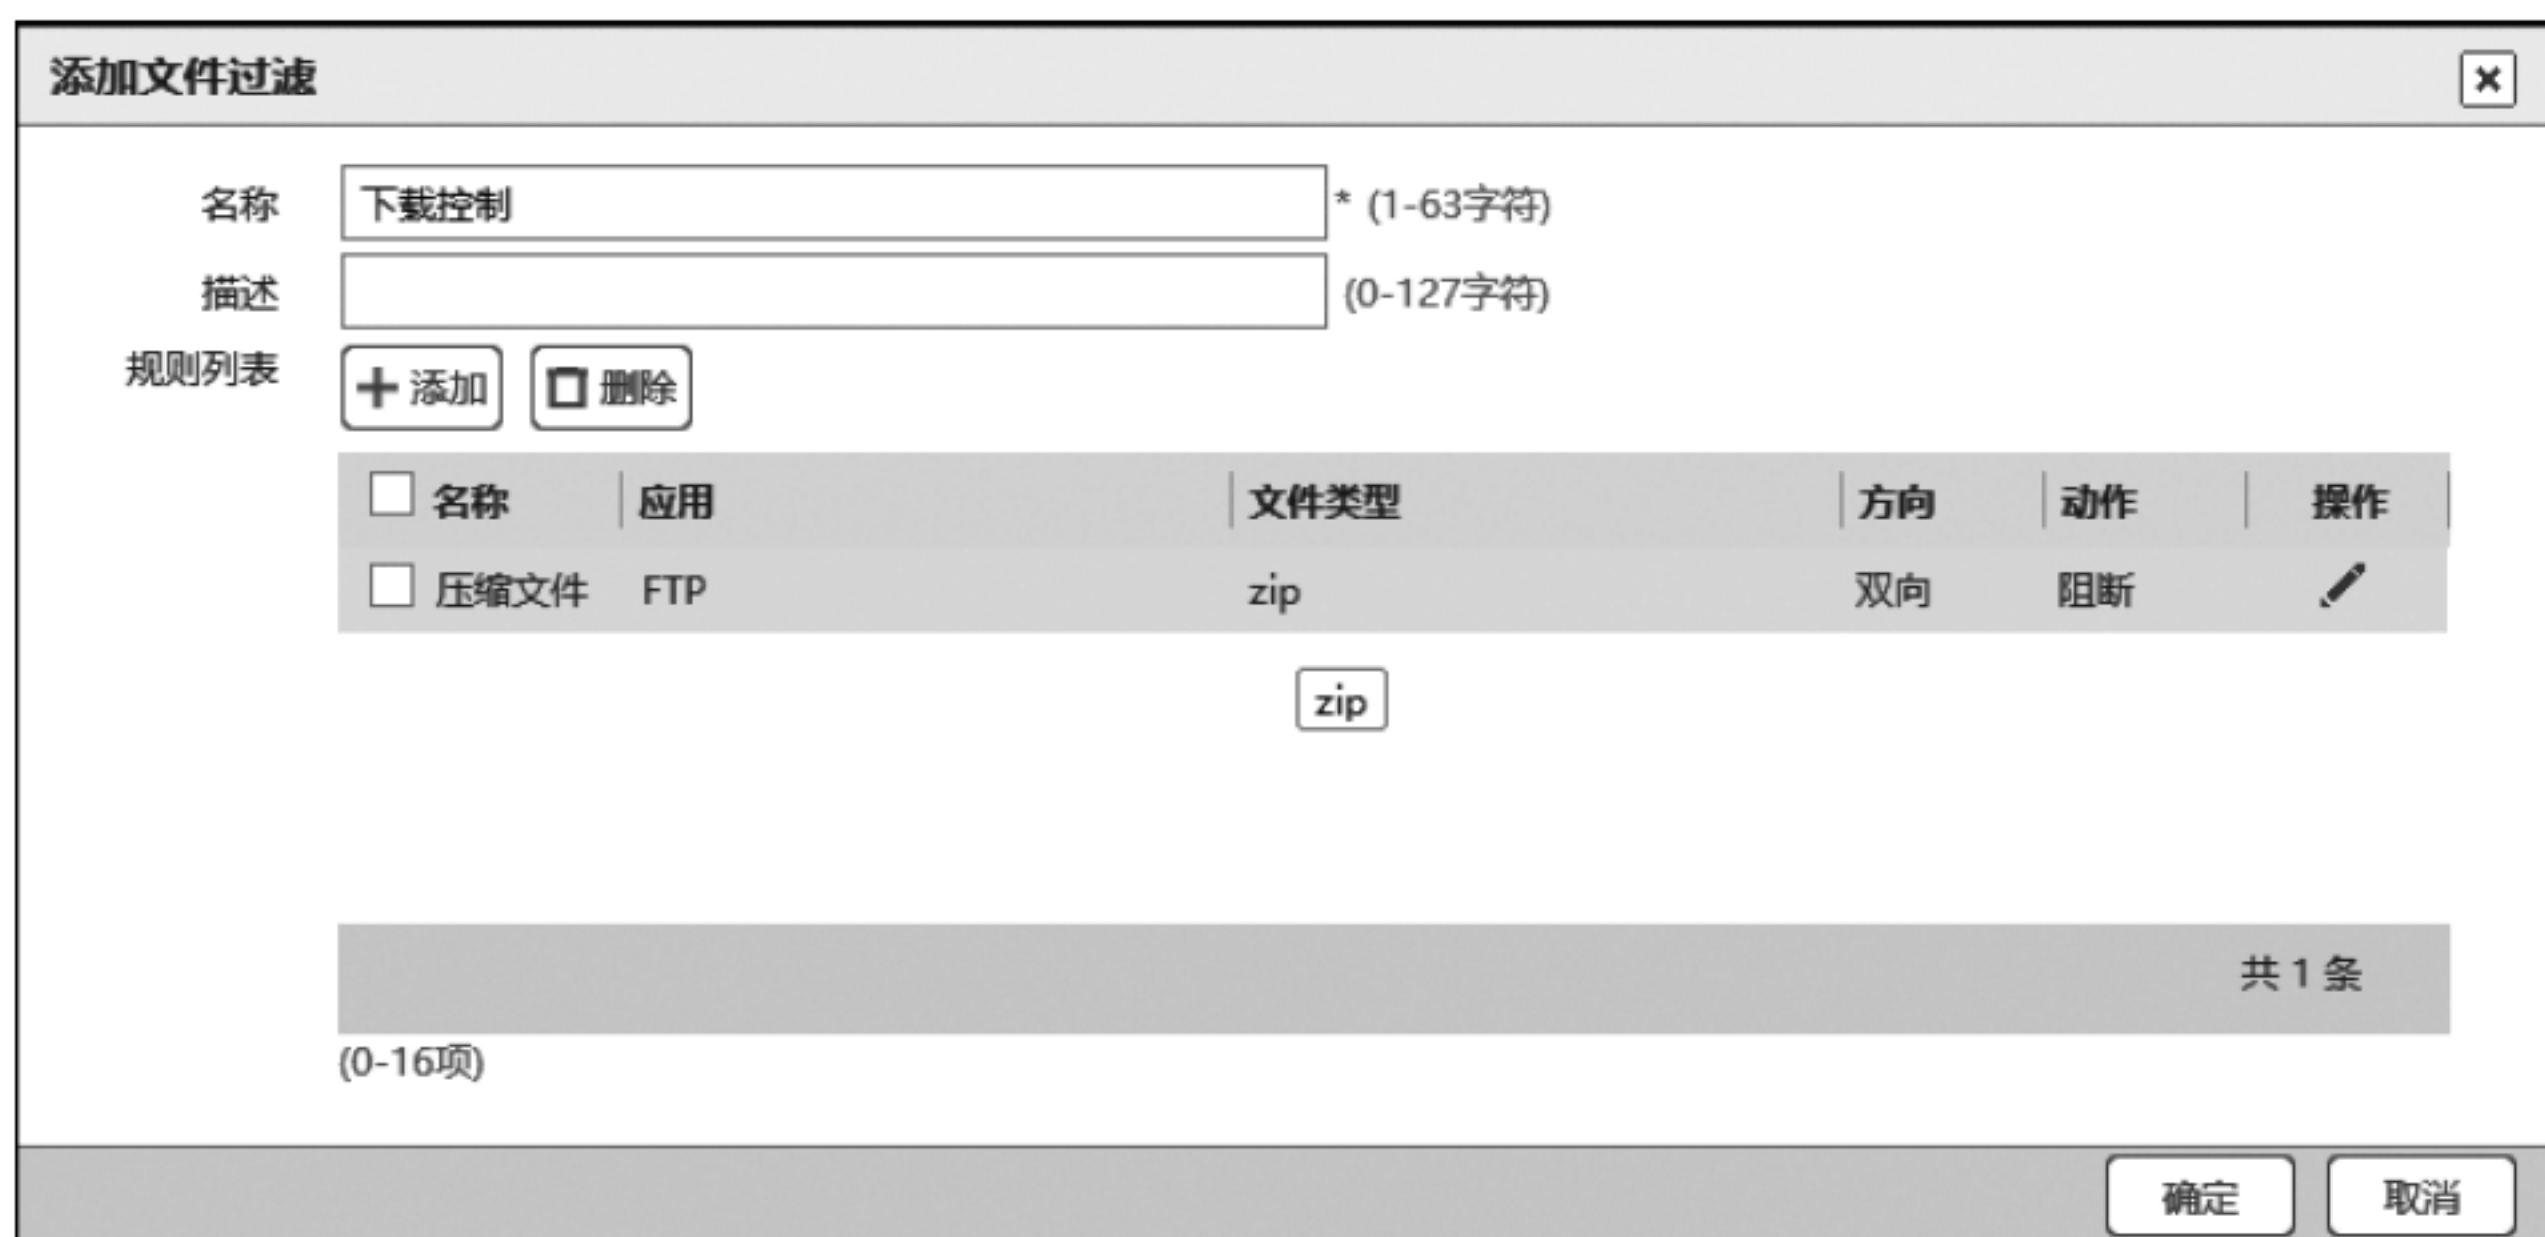 添加文件过滤
名称 下载控制 * (1-63字符)
描述 (0-127字符)
规则列表 添加 删除
名称 应用 文件类型 方向 动作 操作
压缩文件 FTP zip 双向 阻断
zip
共 1 条
(0-16项)
确定 取消